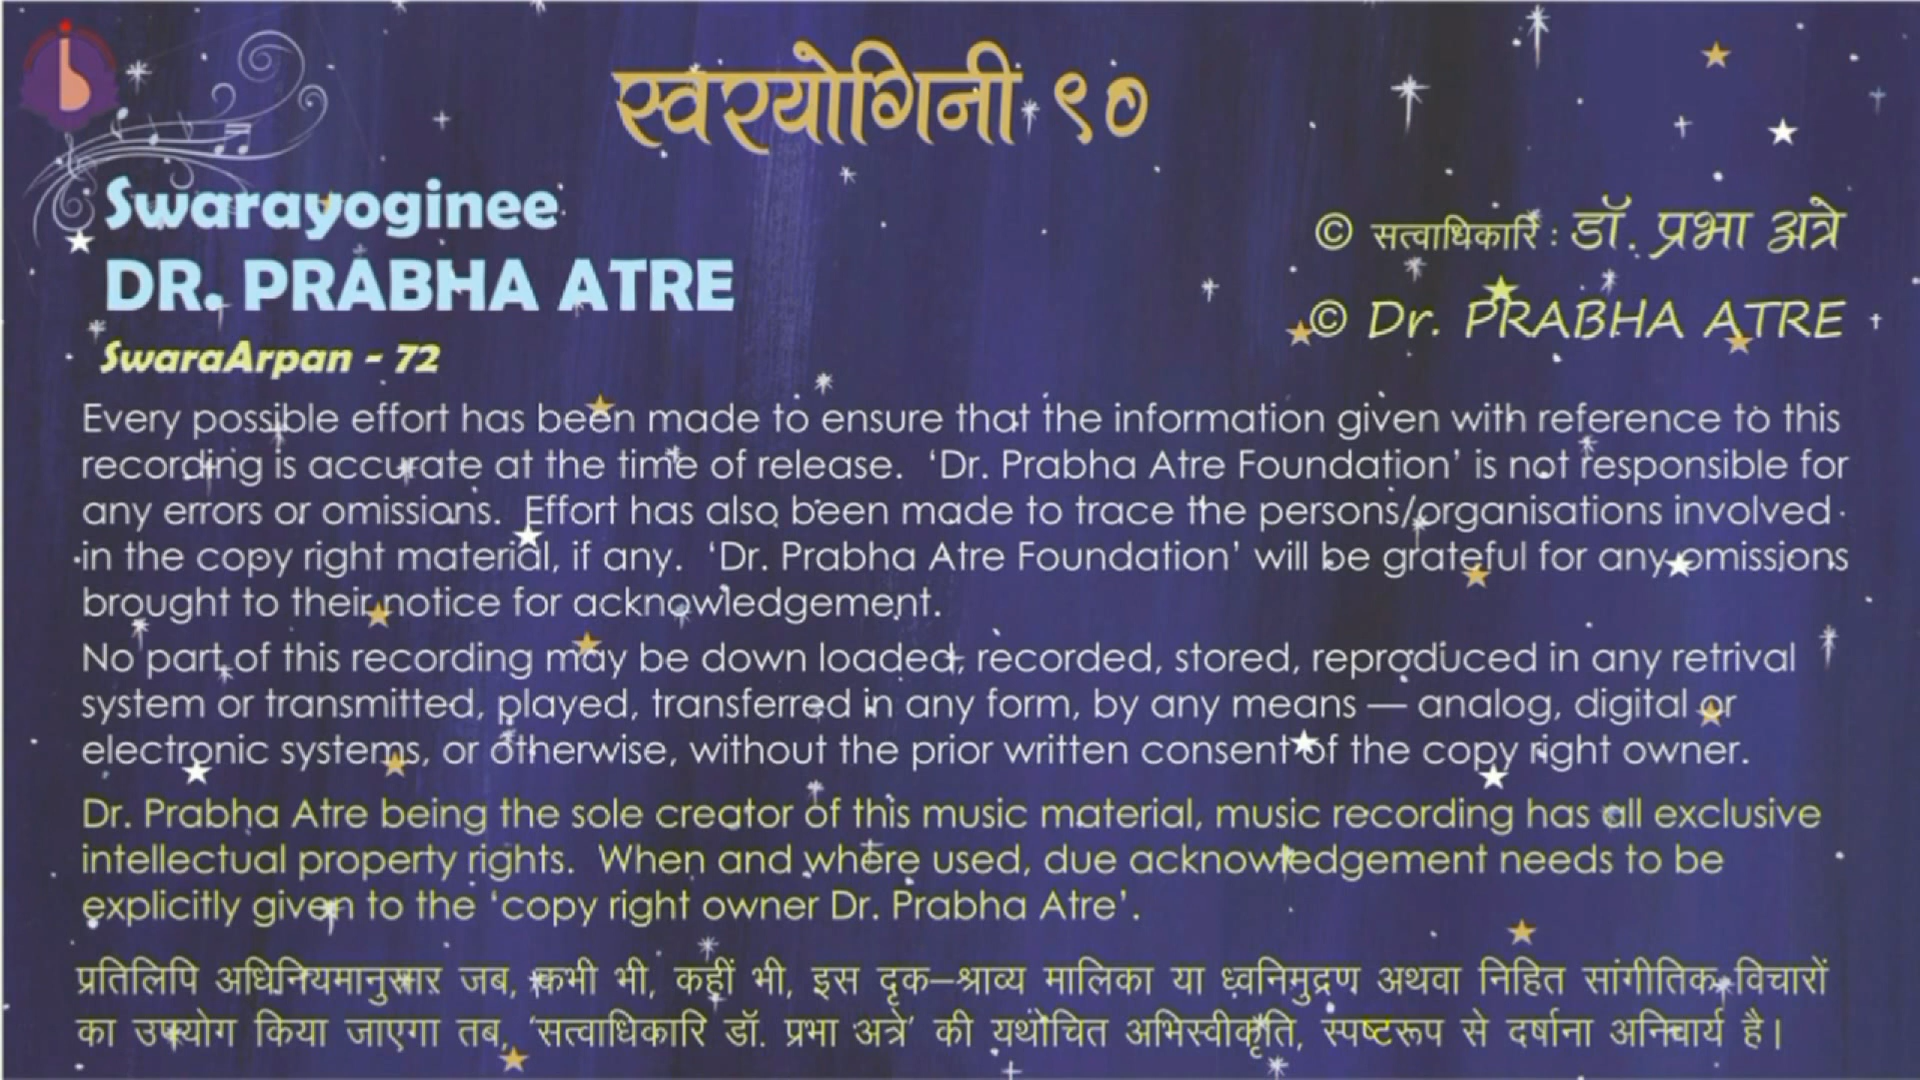 स्वरयोगिनी ९०
Swarayoginee
DR. PRABHA ATRE
SwaraArpan - 72
© सत्वाधिकारि : डॉ. प्रभा अत्रे
© Dr. PRABHA ATRE
Every possible effort has been made to ensure that the information given with reference to this
recording is accurate at the time of release. ‘Dr. Prabha Atre Foundation’ is not responsible for
any errors or omissions. Effort has also been made to trace the persons/organisations involved
in the copy right material, if any. ‘Dr. Prabha Atre Foundation’ will be grateful for any omissions
brought to their notice for acknowledgement.
No part of this recording may be down loaded, recorded, stored, reproduced in any retrival
system or transmitted, played, transferred in any form, by any means — analog, digital or
electronic systems, or otherwise, without the prior written consent of the copy right owner.
Dr. Prabha Atre being the sole creator of this music material, music recording has all exclusive
intellectual property rights. When and where used, due acknowledgement needs to be
explicitly given to the ‘copy right owner Dr. Prabha Atre’.
प्रतिलिपि अधिनियमानुसार जब, कभी भी, कहीं भी, इस दृक–श्राव्य मालिका या ध्वनिमुद्रण अथवा निहित सांगीतिक विचारों
का उपयोग किया जाएगा तब, ‘सत्वाधिकारि डॉ. प्रभा अत्रे’ की यथोचित अभिस्वीकृति, स्पष्टरूप से दर्षाना अनिवार्य है।